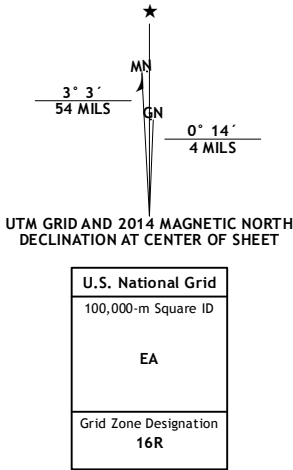 ★
MN
3° 3´
54 MILS
GN
0° 14´
4 MILS
UTM GRID AND 2014 MAGNETIC NORTH
DECLINATION AT CENTER OF SHEET
U.S. National Grid
100,000-m Square ID
EA
Grid Zone Designation
16R